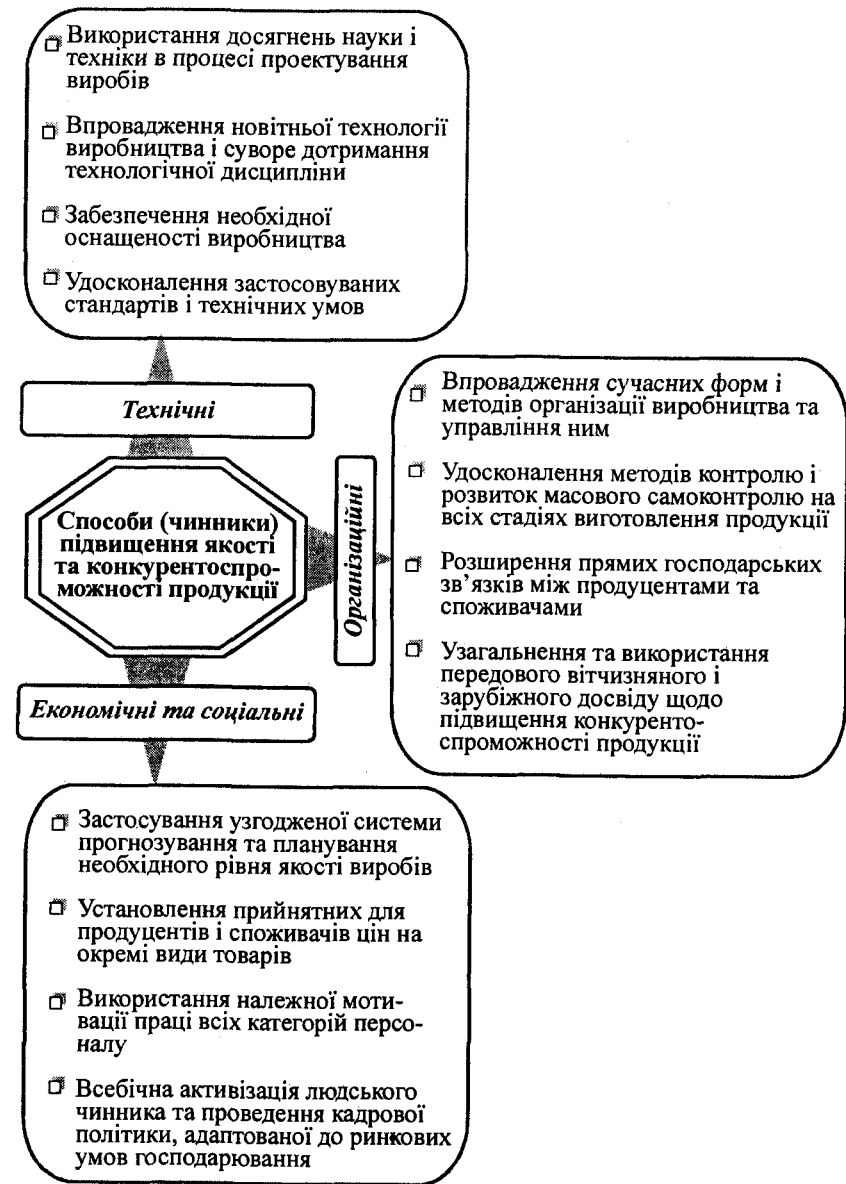 Використання досягнень науки і
техніки в процесі проектування
виробів
Впровадження новітньої технології
виробництва і суворе дотримання
технологічної дисципліни
Забезпечення необхідної
оснащеності виробництва
Удосконалення застосовуваних
стандартів і технічних умов
Технічні
Способи (чинники)
підвищення якості
та конкурентоспро-
можності продукції
Організаційні
Впровадження сучасних форм і
методів організації виробництва та
управління ним
Удосконалення методів контролю і
розвиток масового самоконтролю на
всіх стадіях виготовлення продукції
Розширення прямих господарських
зв’язків між продуцентами та
споживачами
Узагальнення та використання
передового вітчизняного і
зарубіжного досвіду щодо
підвищення конкуренто-
спроможності продукції
Економічні та соціальні
Застосування узгодженої системи
прогнозування та планування
необхідного рівня якості виробів
Установлення прийнятних для
продуцентів і споживачів цін на
окремі види товарів
Використання належної моти-
вації праці всіх категорій персо-
налу
Всебічна активізація людського
чинника та проведення кадрової
політики, адаптованої до ринкових
умов господарювання